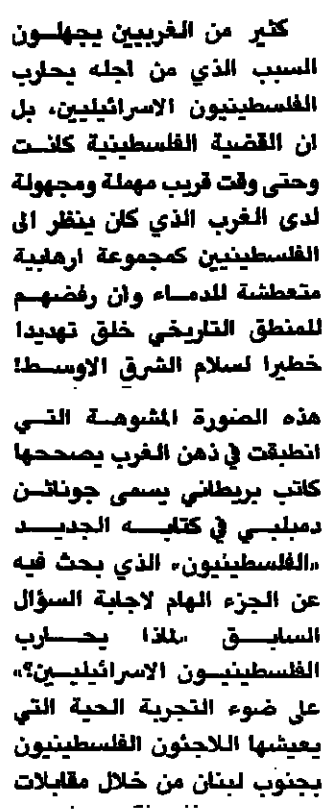 كثير من الغربيين يجهلون
السبب الذي من اجله يحارب
الفلسطينيون الاسرائيليين، بل
ان القضية الفلسطينية كانت
وحتى وقت قريب مهملة ومجهولة
لدى الغرب الذي كان ينظر الى
الفلسطينيين كمجموعة ارهابية
متعطشة للدماء وان رفضهم
للمنطق التاريخي خلق تهديدا
خطيرا لسلام الشرق الاوسط!
هذه الصورة المشوهة التي
انطبقت في ذهن الغرب يصححها
كاتب بريطاني يسمى جوناثن
دمبلبي في كتابه الجديد
«الفلسطينيون» الذي بحث فيه
عن الجزء الهام لاجابة السؤال
السابق «لماذا يحارب
الفلسطينيون الاسرائيليين؟»
على ضوء التجربة الحية التي
يعيشها اللاجئون الفلسطينيون
بجنوب لبنان من خلال مقابلات